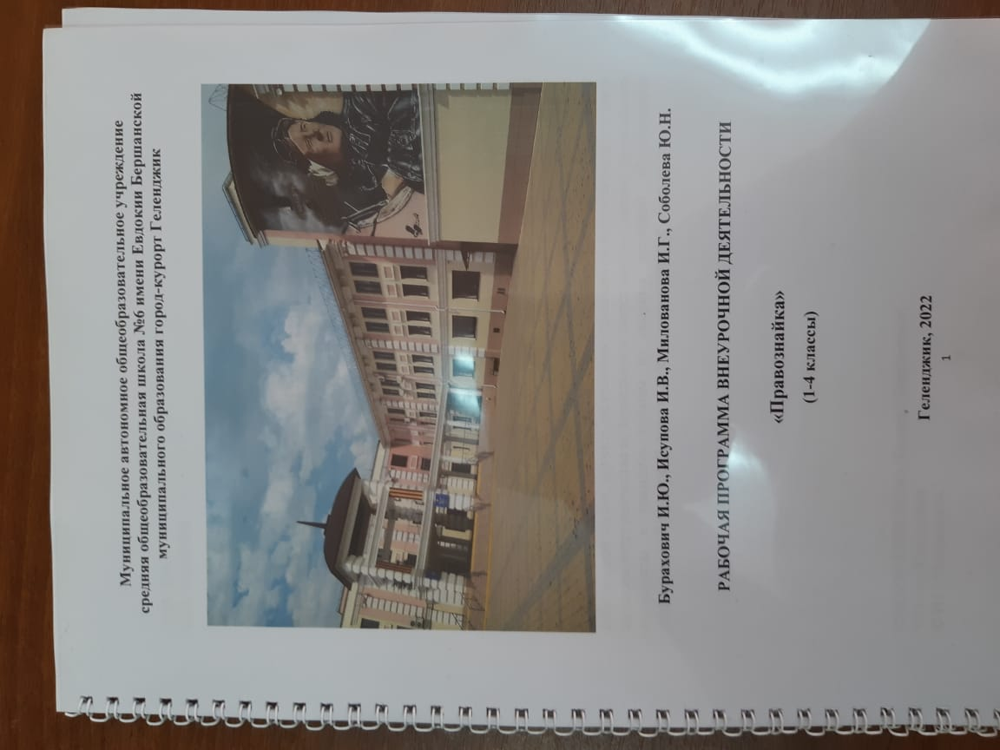 Муниципальное автономное общеобразовательное учреждение
средняя общеобразовательная школа №6 имени Евдокии Бершанской
муниципального образования город-курорт Геленджик
Бурахович И.Ю., Исупова И.В., Милованова И.Г., Соболева Ю.Н.
РАБОЧАЯ ПРОГРАММА ВНЕУРОЧНОЙ ДЕЯТЕЛЬНОСТИ
«Правознайка»
(1-4 классы)
Геленджик, 2022
1